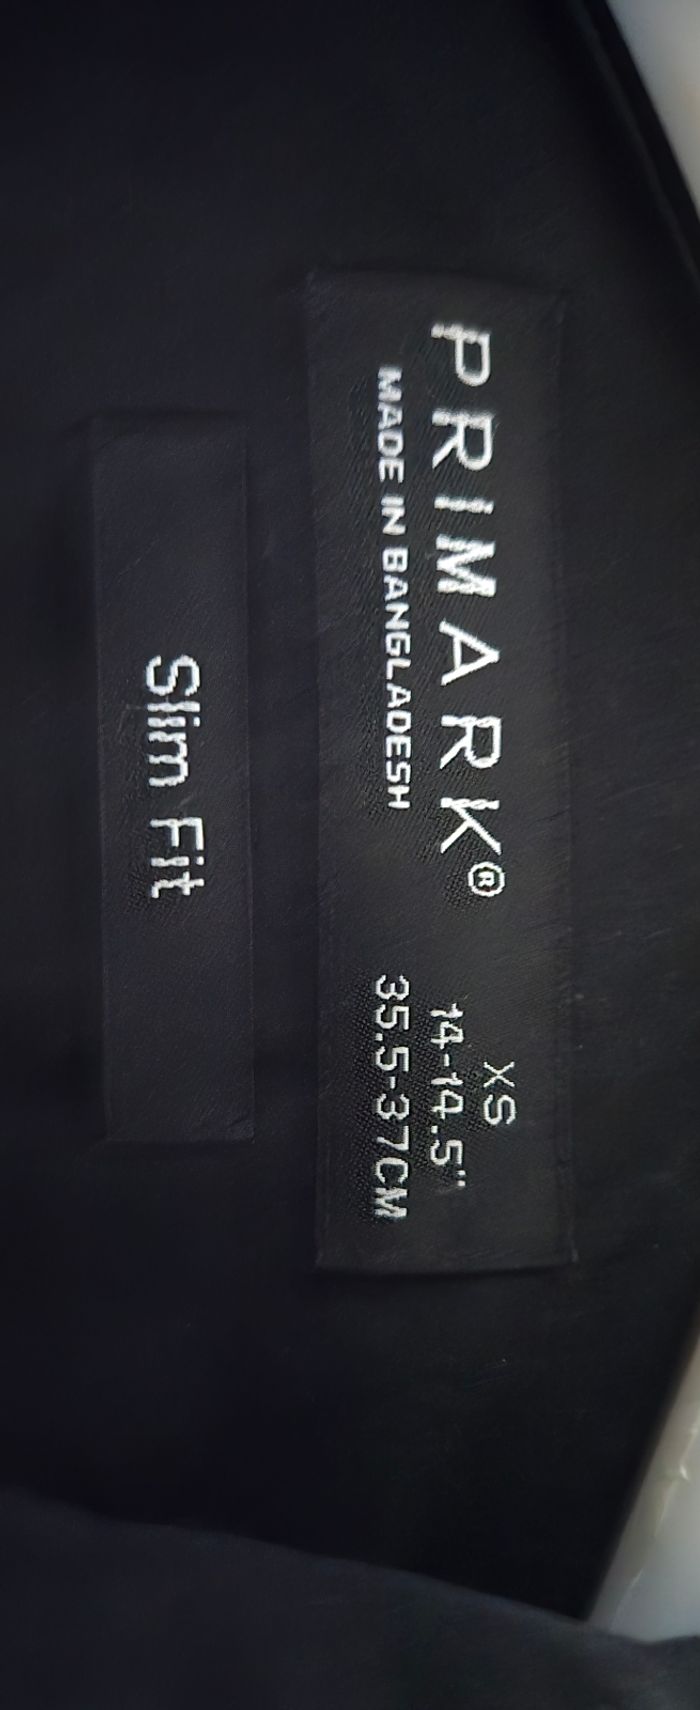 PRIMARK®
MADE IN BANGLADESH
XS
14-14.5"
35.5-37CM
Slim Fit